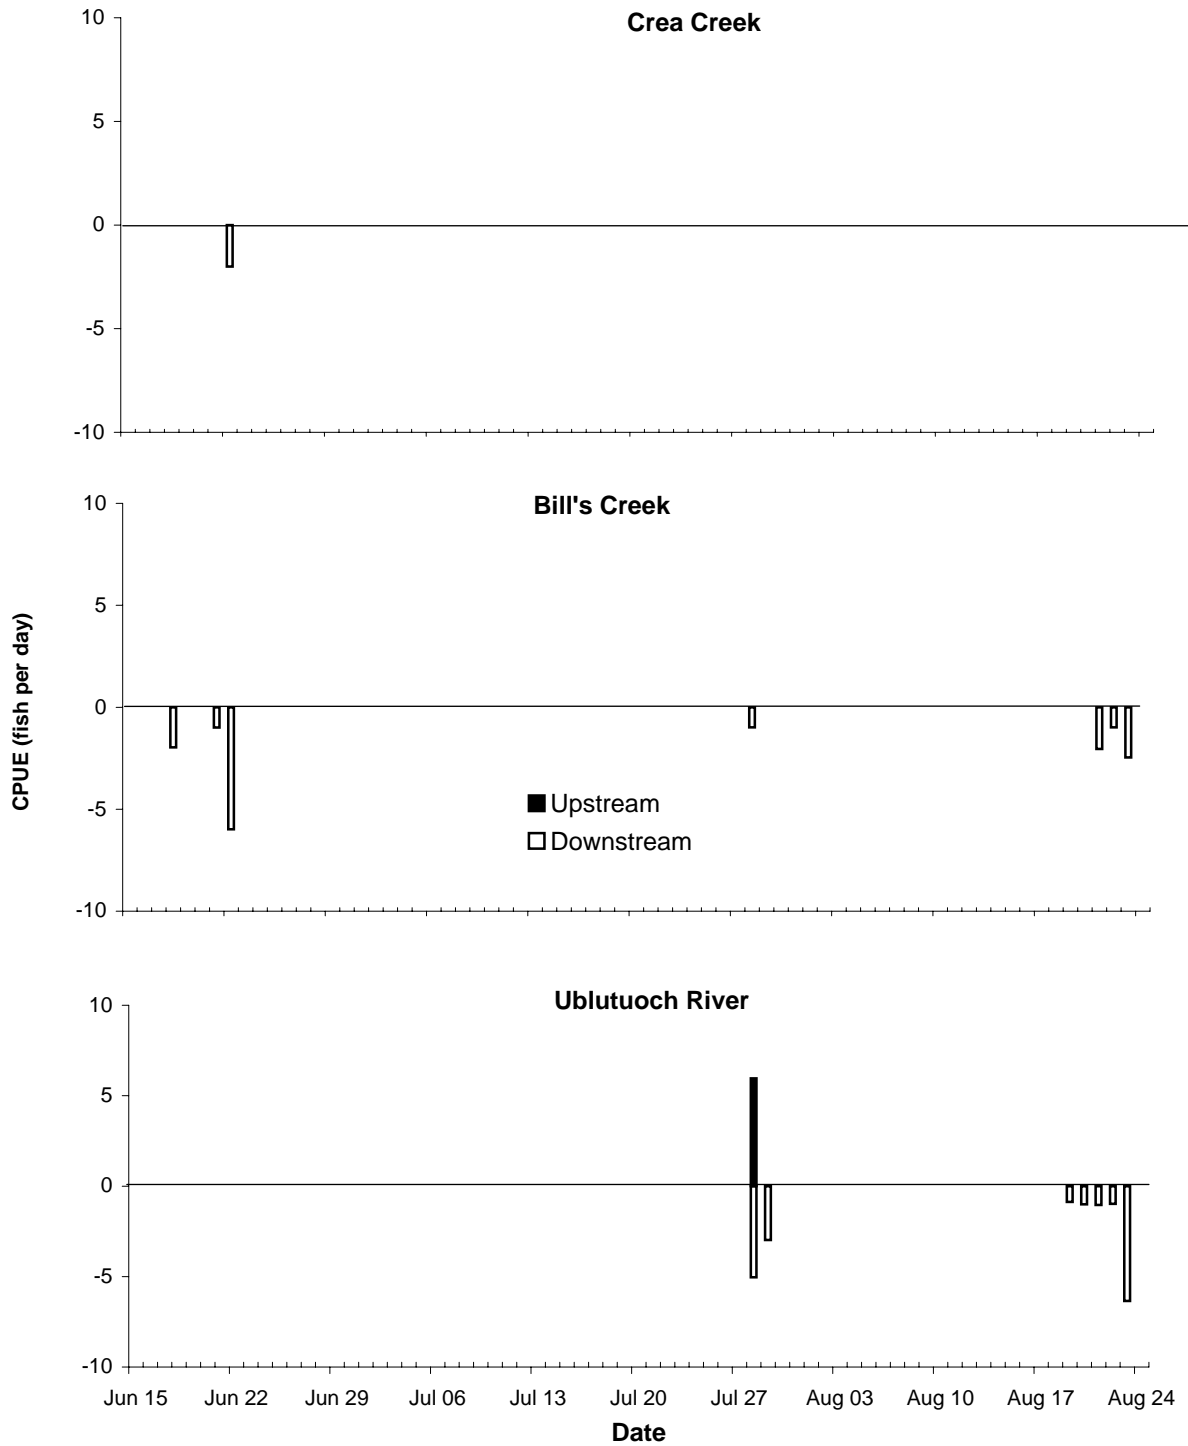 Crea Creek
10
5
0
-5
-10
Bill's Creek
10
5
0
-5
-10
CPUE (fish per day)
Upstream
Downstream
Ublutuoch River
10
5
0
-5
-10
Jun 15 Jun 22 Jun 29 Jul 06 Jul 13 Jul 20 Jul 27 Aug 03 Aug 10 Aug 17 Aug 24
Date